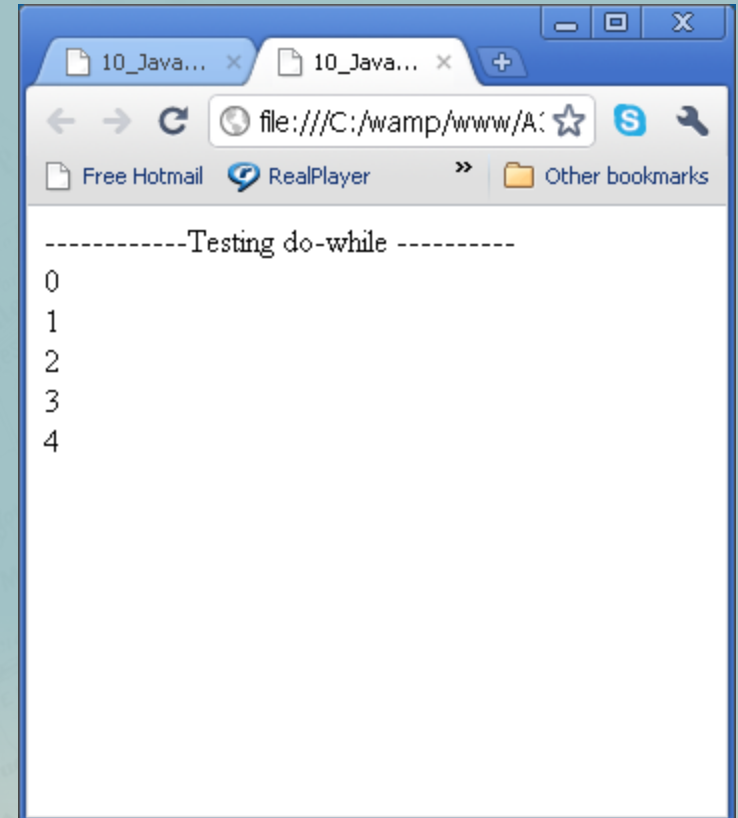 10_Java... 10_Java...
file:///C:/wamp/www/A
Free Hotmail RealPlayer » Other bookmarks
------------Testing do-while ----------
0
1
2
3
4